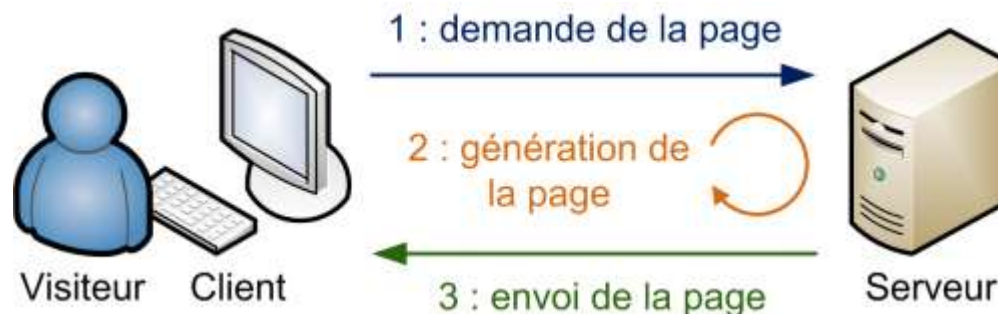 1 : demande de la page
2 : génération de
la page
Visiteur
Client
3 : envoi de la page
Serveur